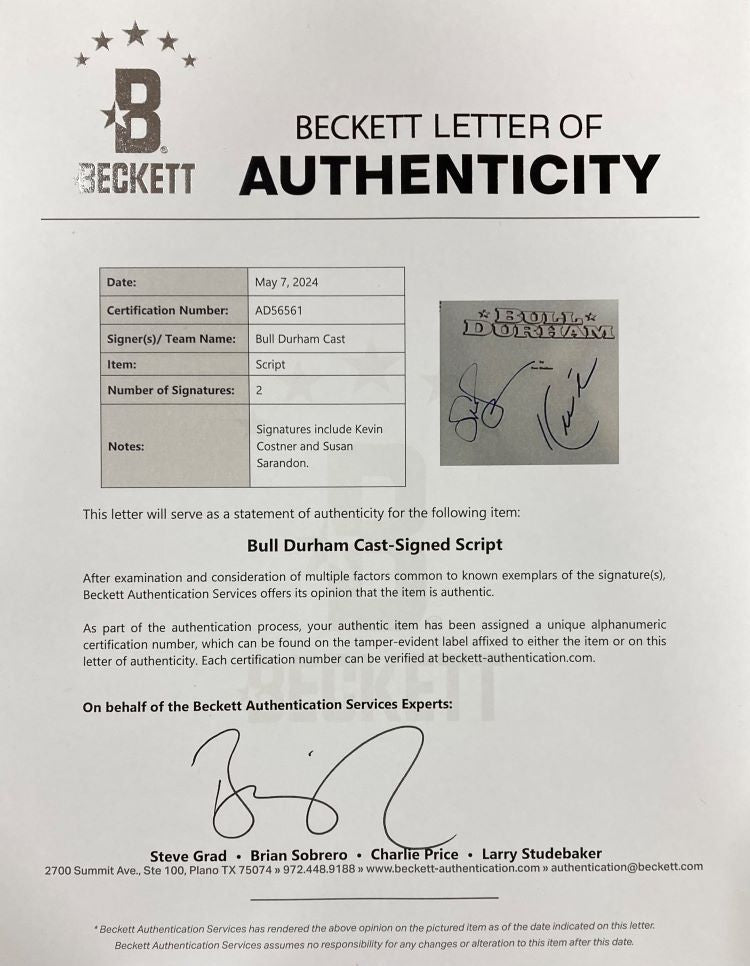 B
BECKETT
BECKETT LETTER OF
AUTHENTICITY
Date: May 7, 2024
Certification Number: AD56561
Signer(s)/ Team Name: Bull Durham Cast
Item: Script
Number of Signatures: 2
Notes: Signatures include Kevin
Costner and Susan
Sarandon.
BULL
DURHAM
This letter will serve as a statement of authenticity for the following item:
Bull Durham Cast-Signed Script
After examination and consideration of multiple factors common to known exemplars of the signature(s),
Beckett Authentication Services offers its opinion that the item is authentic.
As part of the authentication process, your authentic item has been assigned a unique alphanumeric
certification number, which can be found on the tamper-evident label affixed to either the item or on this
letter of authenticity. Each certification number can be verified at beckett-authentication.com.
BECKETT
On behalf of the Beckett Authentication Services Experts:
Steve Grad • Brian Sobrero • Charlie Price • Larry Studebaker
2700 Summit Ave., Ste 100, Plano TX 75074 » 972.448.9188 » www.beckett-authentication.com » authentication@beckett.com
* Beckett Authentication Services has rendered the above opinion on the pictured item as of the date indicated on this letter.
Beckett Authentication Services assumes no responsibility for any changes or alteration to this item after this date.